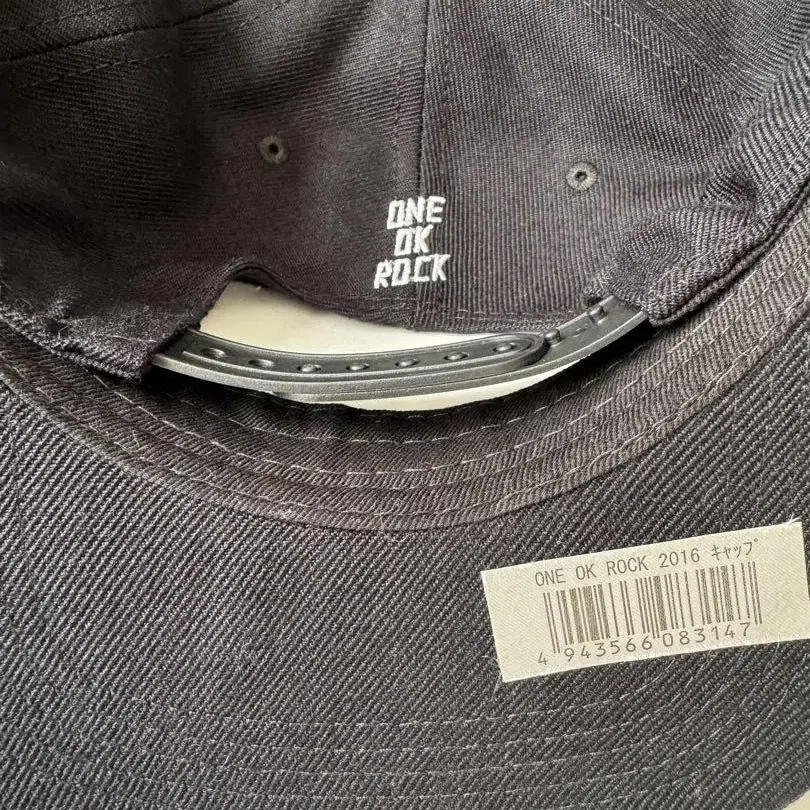 ONE
OK
ROCK
ONE OK ROCK 2016 ｷｬｯﾌﾟ
4 943566 083147